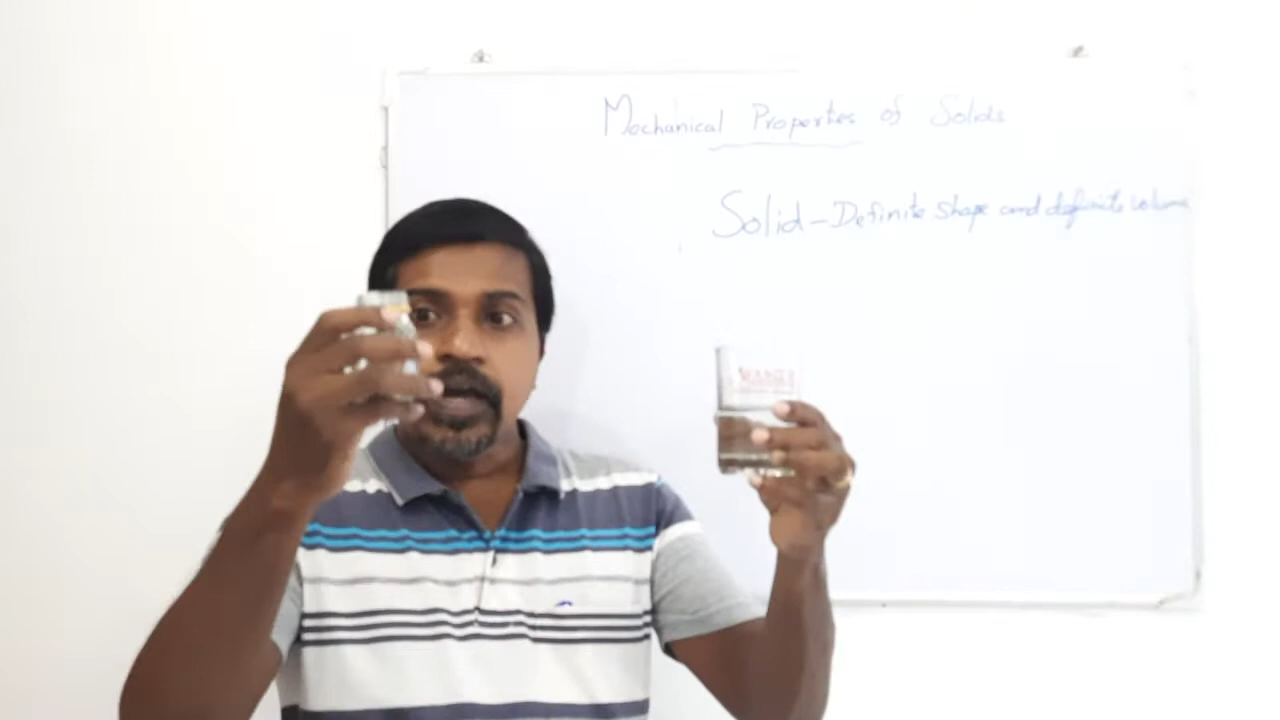 Mechanical Properties of Solids
Solid – Definite shape and definite volume